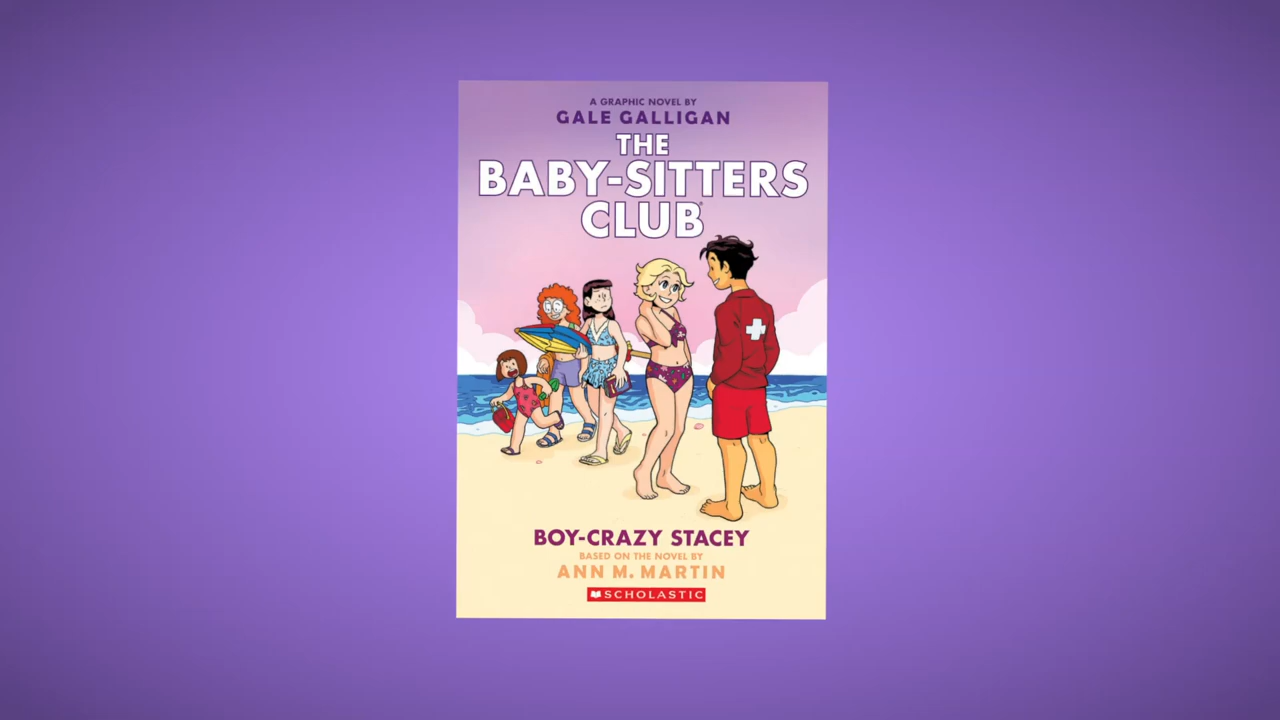 A GRAPHIC NOVEL BY
GALE GALLIGAN
THE
BABY-SITTERS
CLUB®
BOY-CRAZY STACEY
BASED ON THE NOVEL BY
ANN M. MARTIN
SCHOLASTIC